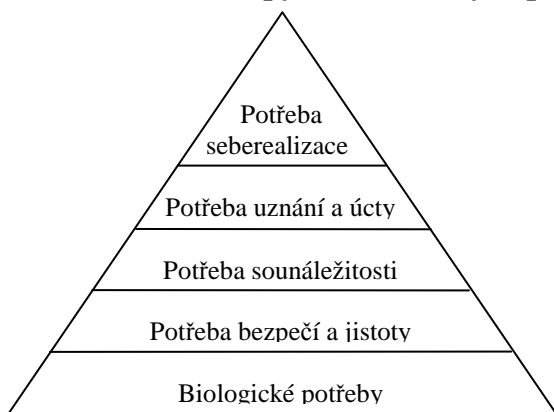 Potřeba
seberealizace
Potřeba uznání a úcty
Potřeba sounáležitosti
Potřeba bezpečí a jistoty
Biologické potřeby